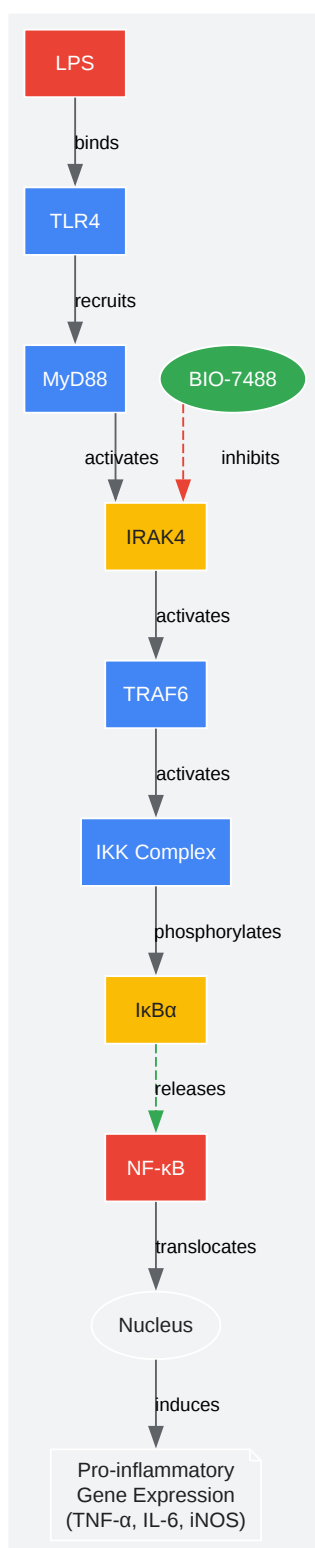 LPS
binds
TLR4
recruits
MyD88
BIO-7488
activates
inhibits
IRAK4
activates
TRAF6
activates
IKK Complex
phosphorylates
IκBα
releases
NF-κB
translocates
Nucleus
induces
Pro-inflammatory
Gene Expression
(TNF-α, IL-6, iNOS)